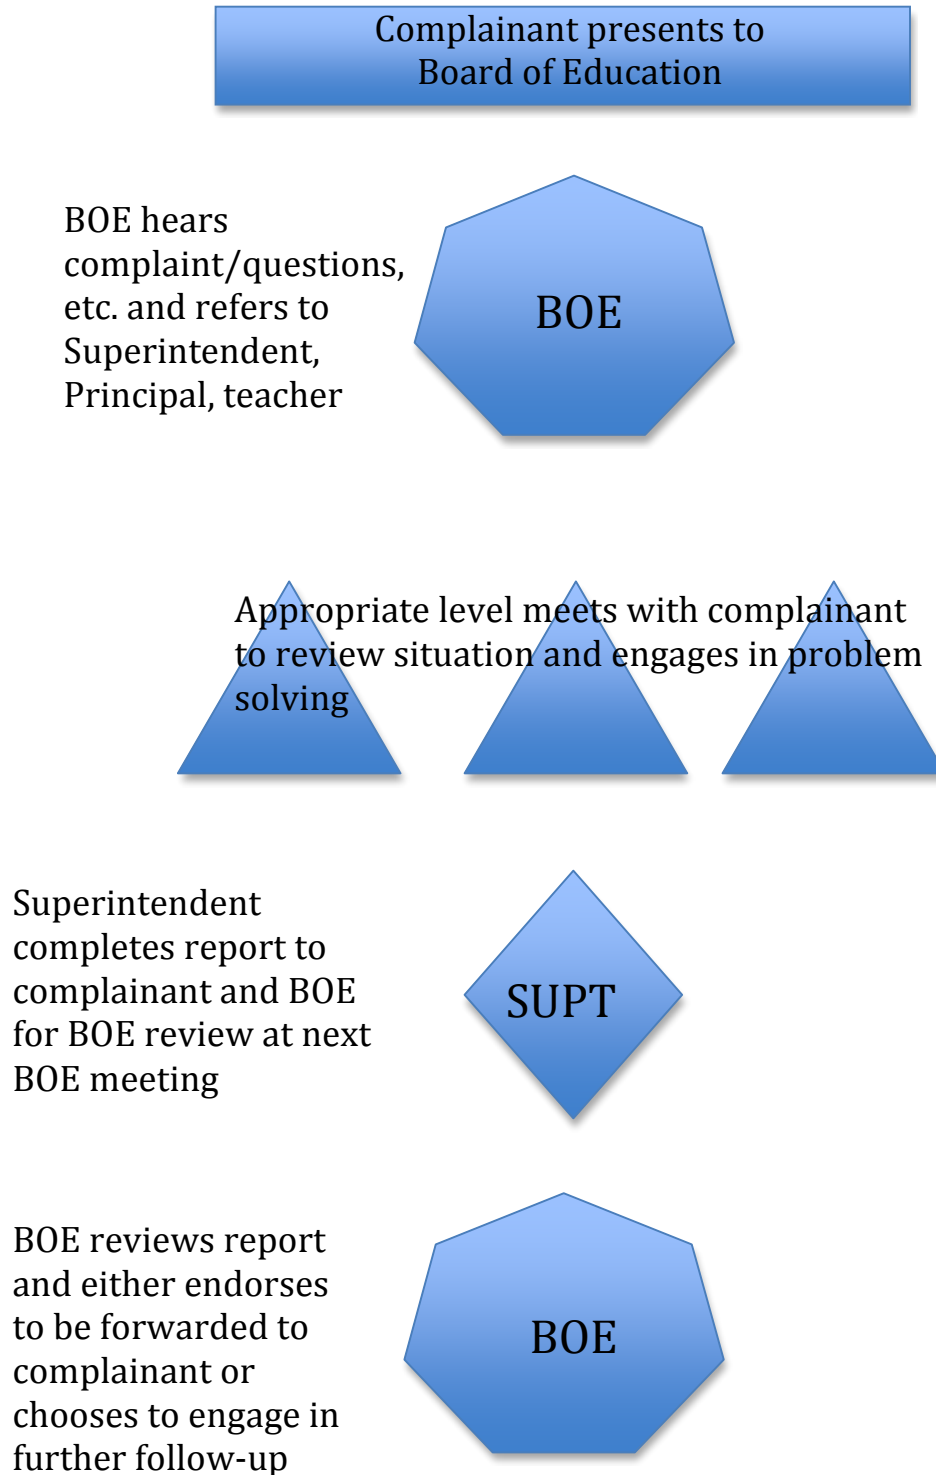 Complainant presents to
Board of Education
BOE hears
complaint/questions,
etc. and refers to
Superintendent,
Principal, teacher
BOE
Appropriate level meets with complainant
to review situation and engages in problem
solving
Superintendent
completes report to
complainant and BOE
for BOE review at next
BOE meeting
SUPT
BOE reviews report
and either endorses
to be forwarded to
complainant or
chooses to engage in
further follow-up
BOE